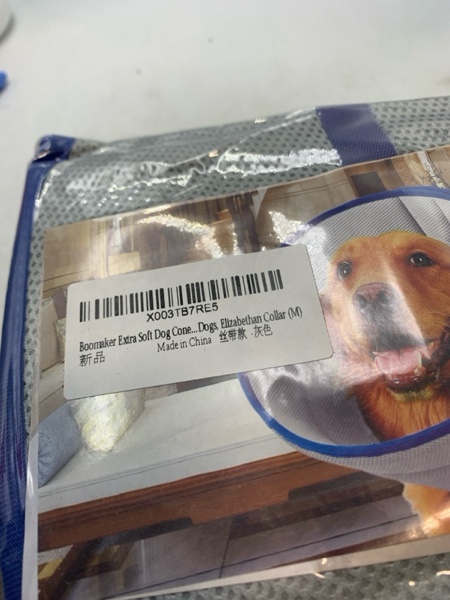 X003TB7RE5
Boomaker Extra Soft Dog Cone...Dogs, Elizabethan Collar (M)
新品
Made in China 丝带款 -灰色